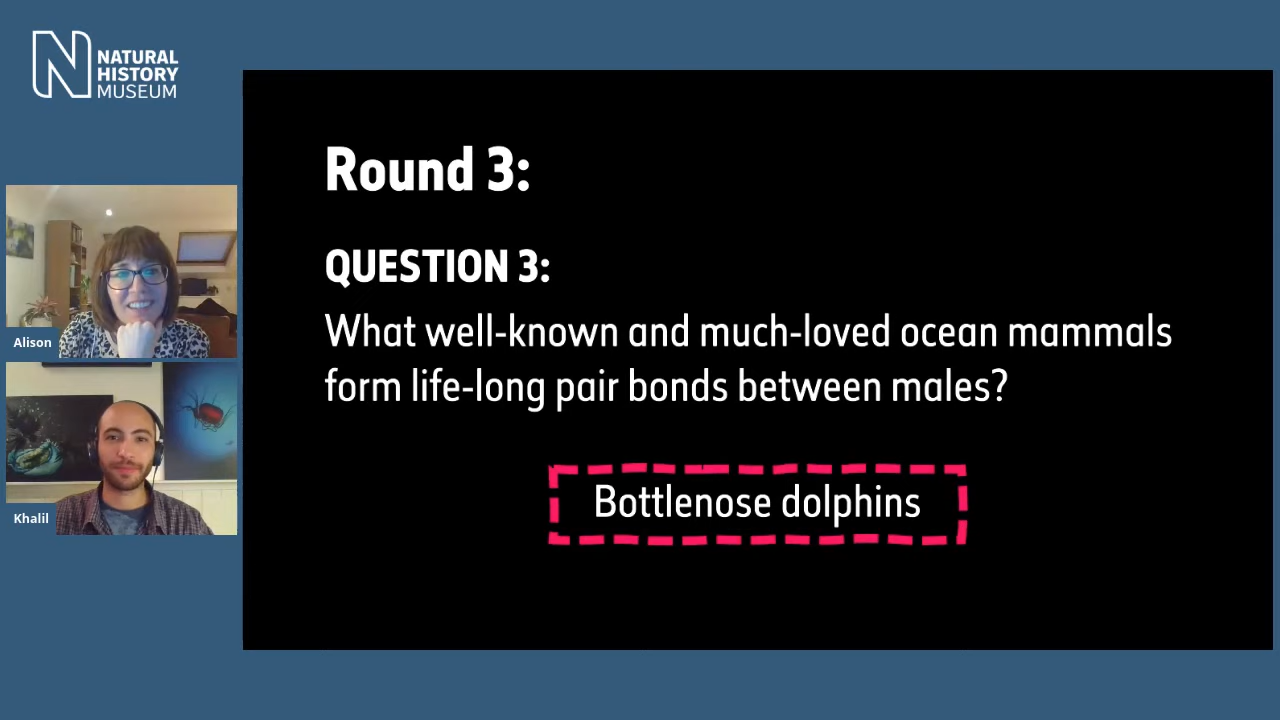 NATURAL
HISTORY
MUSEUM
Round 3:
QUESTION 3:
What well-known and much-loved ocean mammals
form life-long pair bonds between males?
Bottlenose dolphins
Alison
Khalil